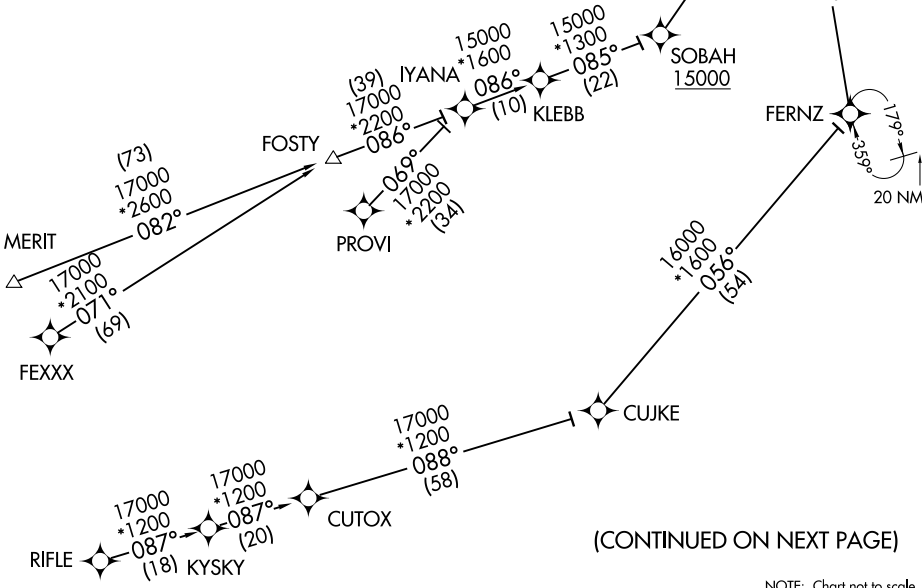 15000
*1600
086°
(10)
IYANA
15000
*1300
085°
(22)
SOBAH
15000
KLEBB
(39)
17000
*2200
086°
FOSTY
FERNZ
179°
359°
20 NM
069°
17000
*2200
(34)
PROVI
(73)
17000
*2600
082°
MERIT
17000
*2100
071°
(69)
FEXXX
16000
*1600
056°
(54)
CUJKE
17000
*1200
088°
(58)
17000
*1200
087°
(20)
CUTOX
17000
*1200
087°
(18)
RIFLE
KYSKY
(CONTINUED ON NEXT PAGE)
NOTE: Chart not to scale